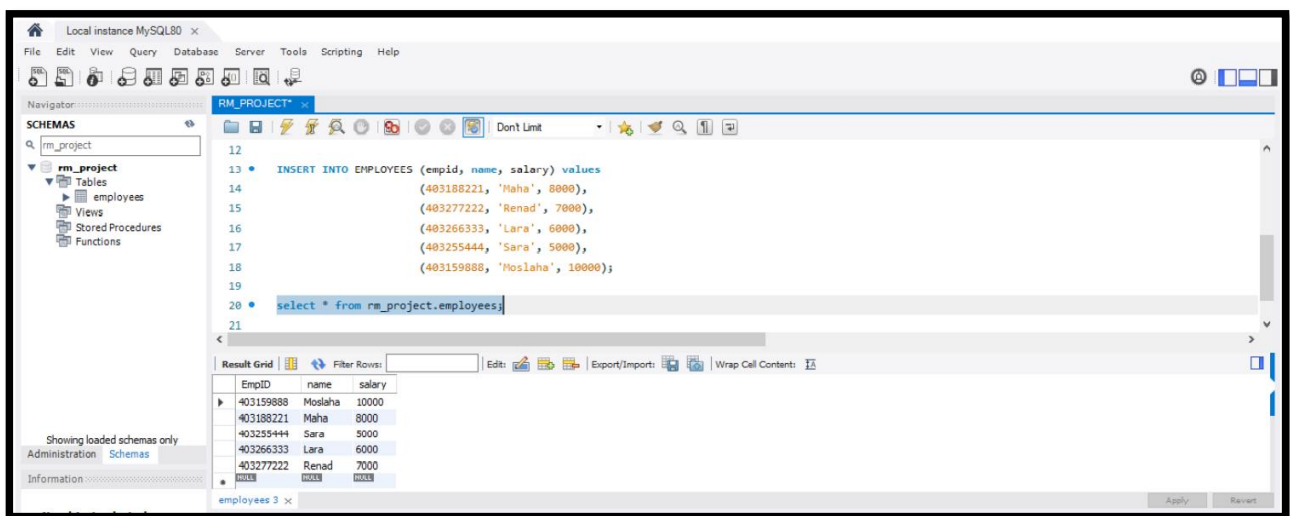 Local instance MySQL80
File Edit View Query Database Server Tools Scripting Help
Navigator
SCHEMAS
rm_project
rm_project
Tables
employees
Views
Stored Procedures
Functions
Showing loaded schemas only
Administration Schemas
Information
RM_PROJECT*
Don't Limit
12
13 INSERT INTO EMPLOYEES (empid, name, salary) values
14 (403188221, 'Maha', 8000),
15 (403277222, 'Renad', 7000),
16 (403266333, 'Lara', 6000),
17 (403255444, 'Sara', 5000),
18 (403159888, 'Moslaha', 10000);
19
20 select * from rm_project.employees;
21
Result Grid Filter Rows: Edit: Export/Import: Wrap Cell Content:
EmpID name salary
403159888 Moslaha 10000
403188221 Maha 8000
403255444 Sara 5000
403266333 Lara 6000
403277222 Renad 7000
NULL NULL NULL
employees 3
Apply Revert